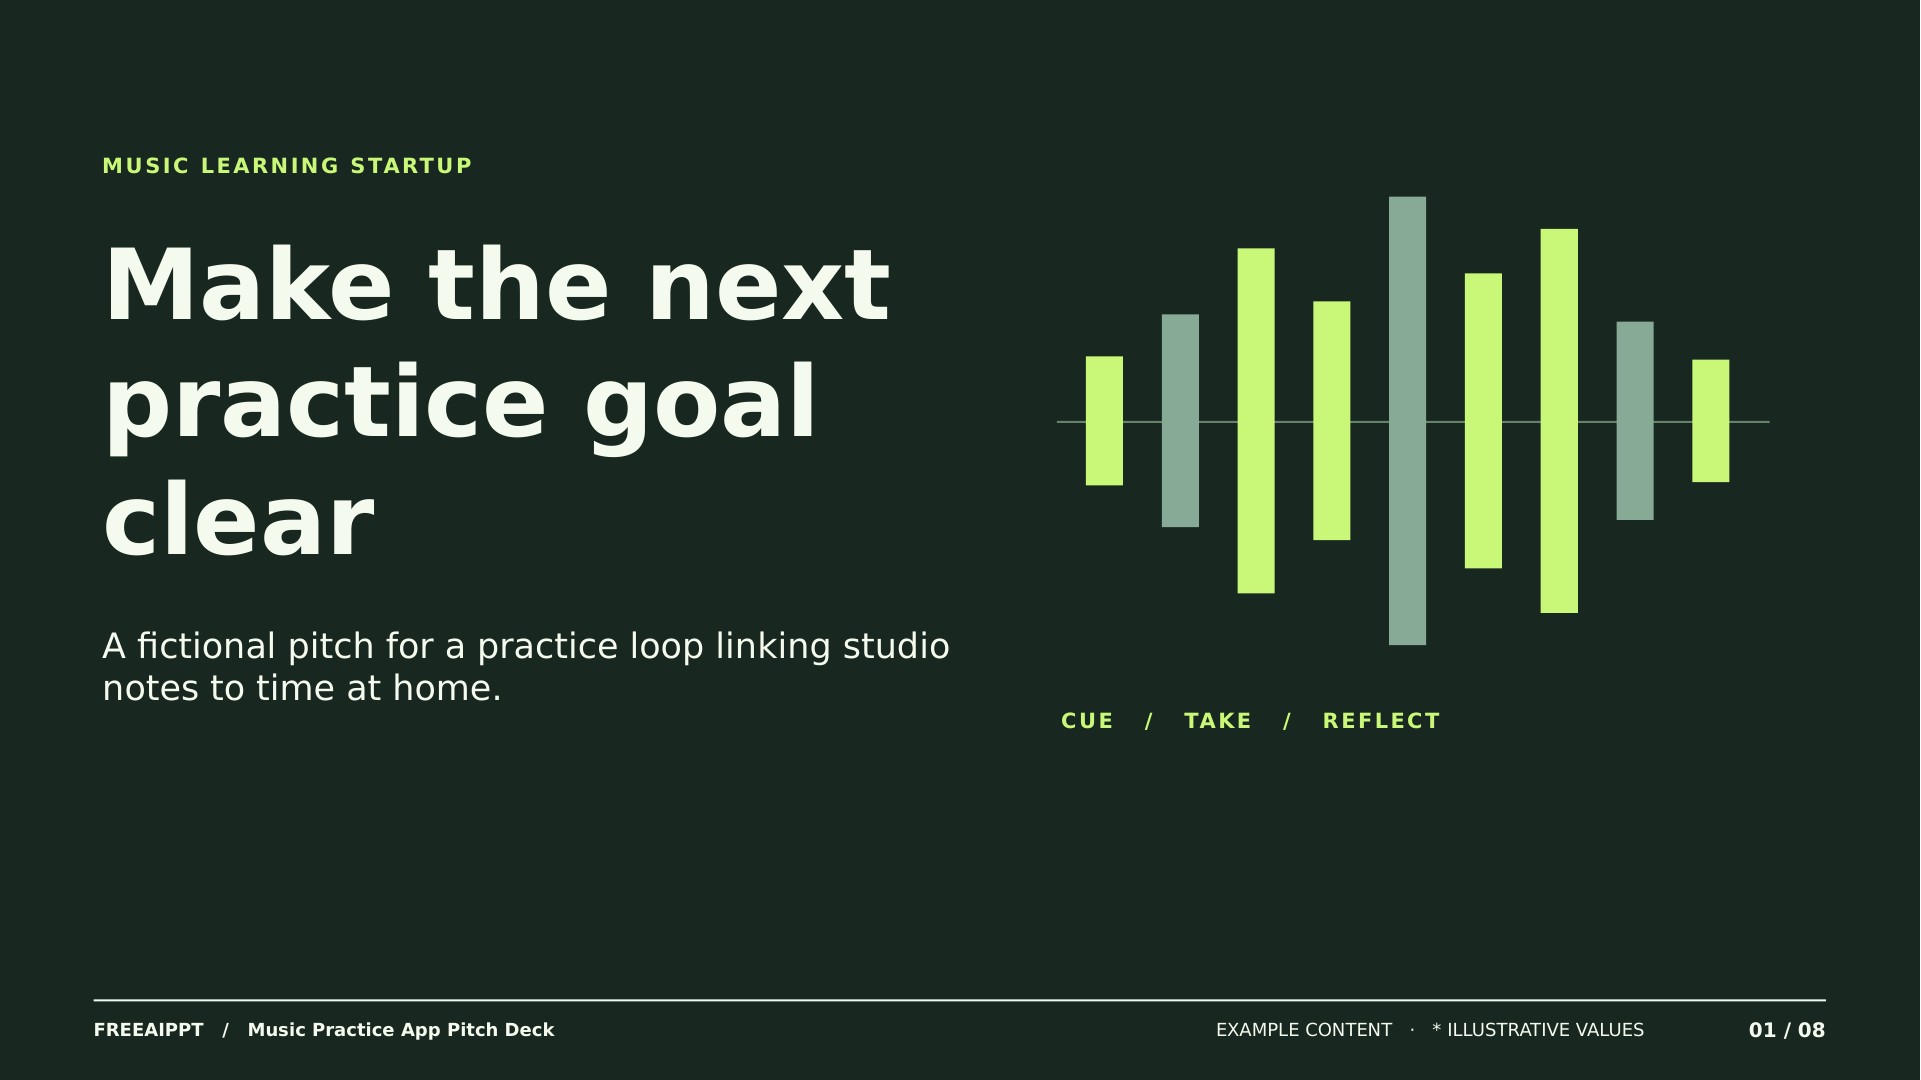 MUSIC LEARNING STARTUP
Make the next
practice goal
clear
A fictional pitch for a practice loop linking studio
notes to time at home.
CUE / TAKE / REFLECT
FREEAIPPT / Music Practice App Pitch Deck
EXAMPLE CONTENT · * ILLUSTRATIVE VALUES
01 / 08